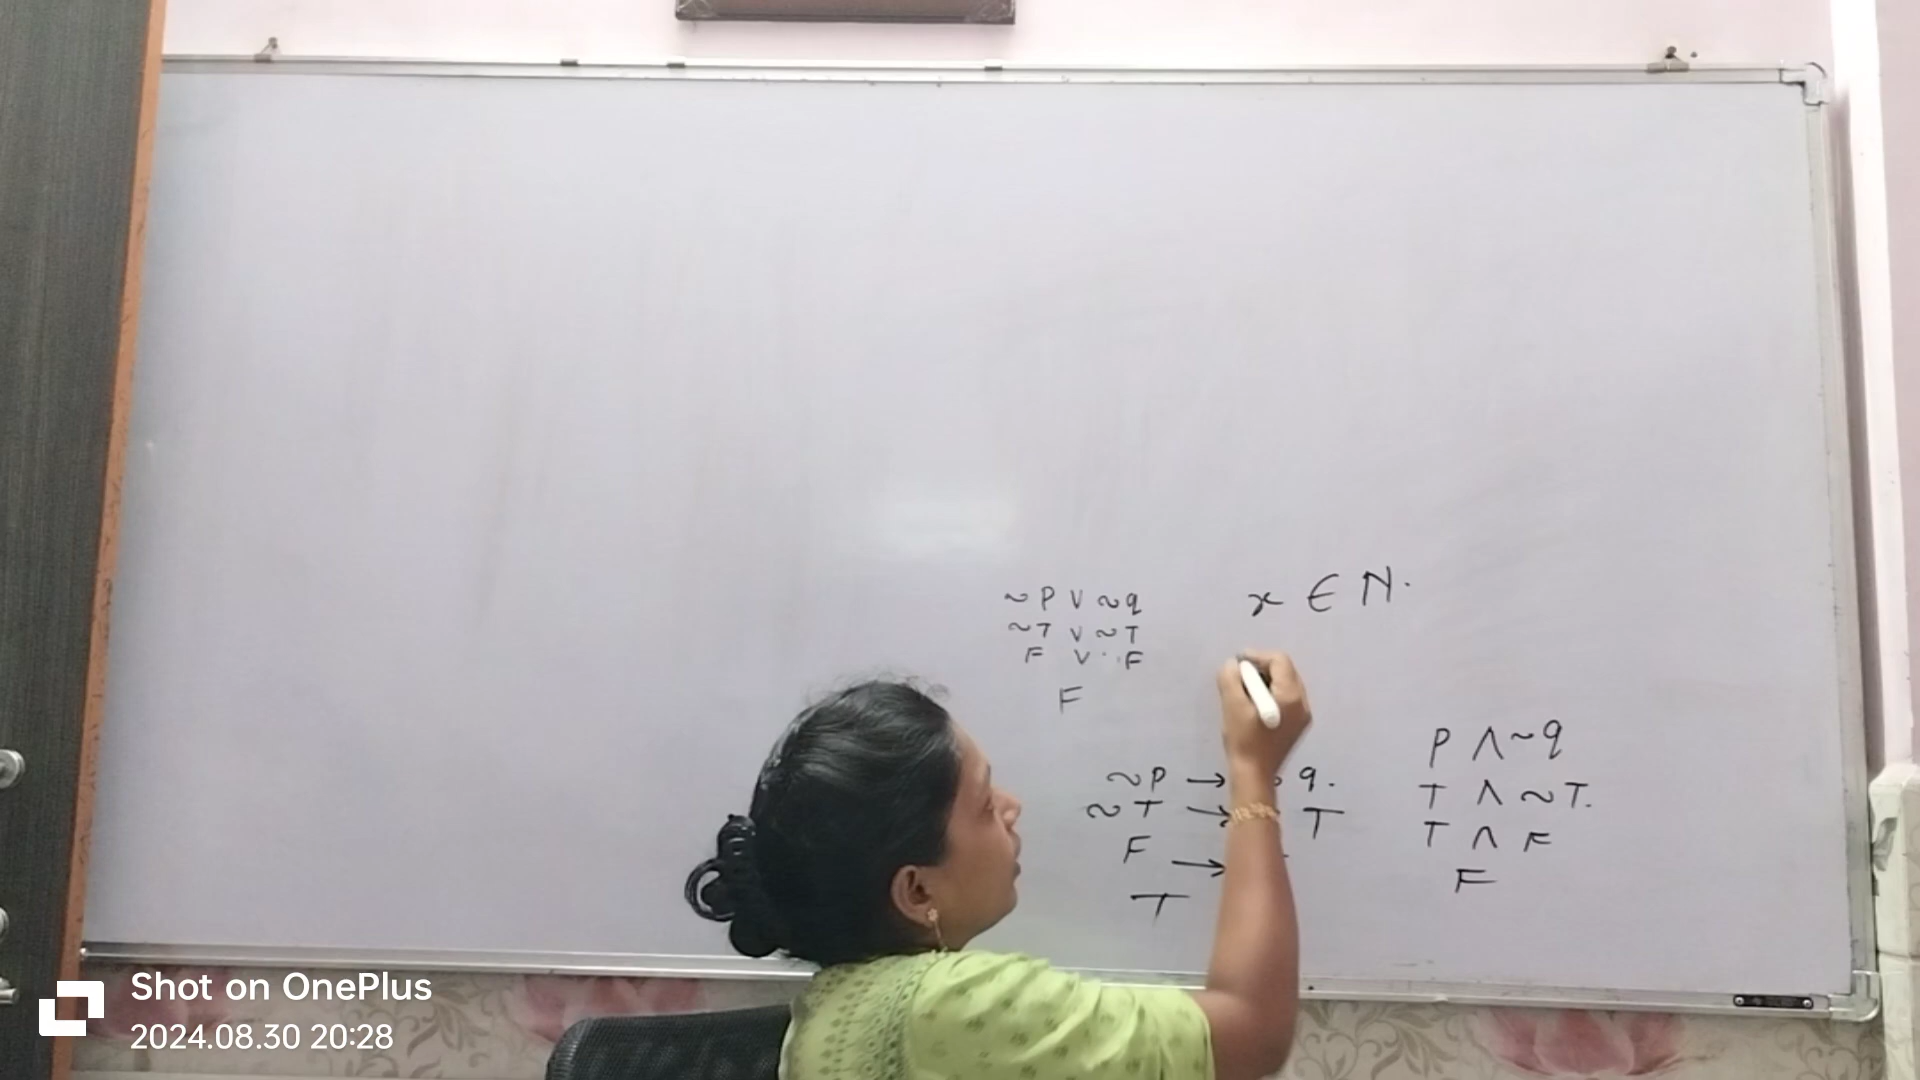 ~P ∨ ~q
~T ∨ ~T
F ∨ F
F
x ∈ N.
~P → q.
~T → T
F →
T
P ∧ ~q
T ∧ ~T.
T ∧ F
F
Shot on OnePlus
2024.08.30 20:28